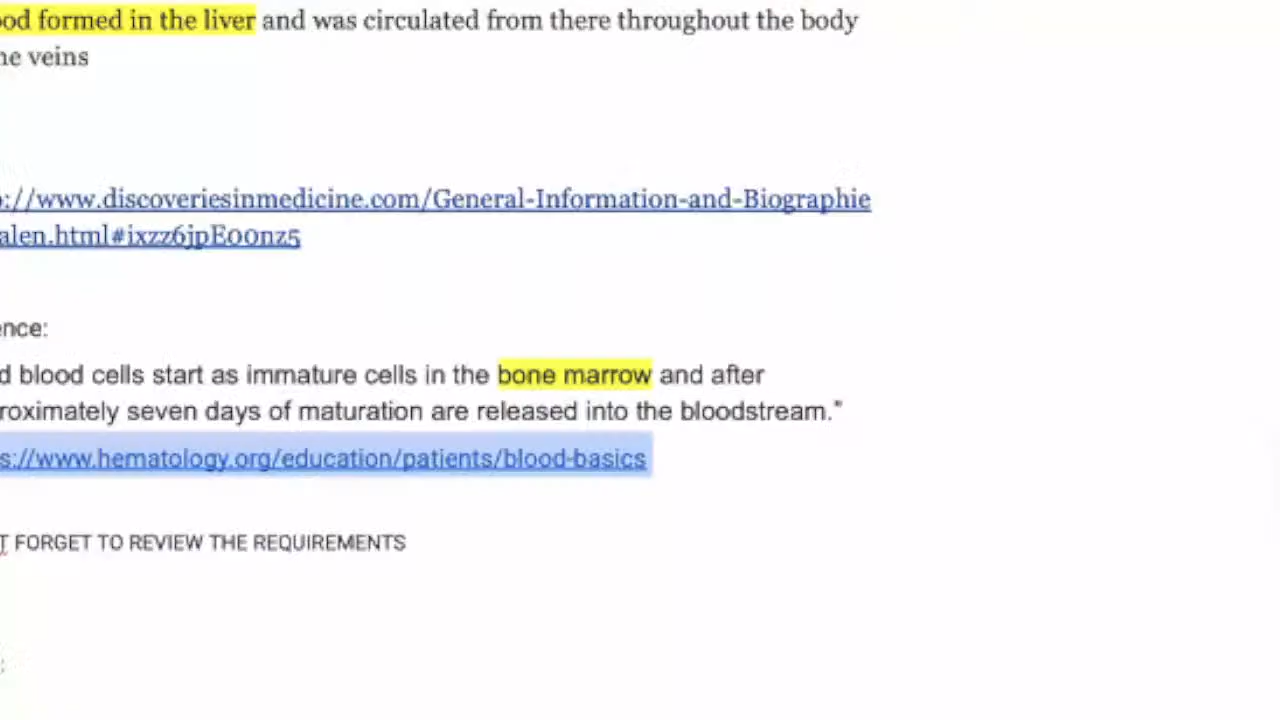 ood formed in the liver and was circulated from there throughout the body
he veins
://www.discoveriesinmedicine.com/General-Information-and-Biographie
alen.html#ixzz6jpE00nz5
ence:
d blood cells start as immature cells in the bone marrow and after
roximately seven days of maturation are released into the bloodstream."
s://www.hematology.org/education/patients/blood-basics
T FORGET TO REVIEW THE REQUIREMENTS